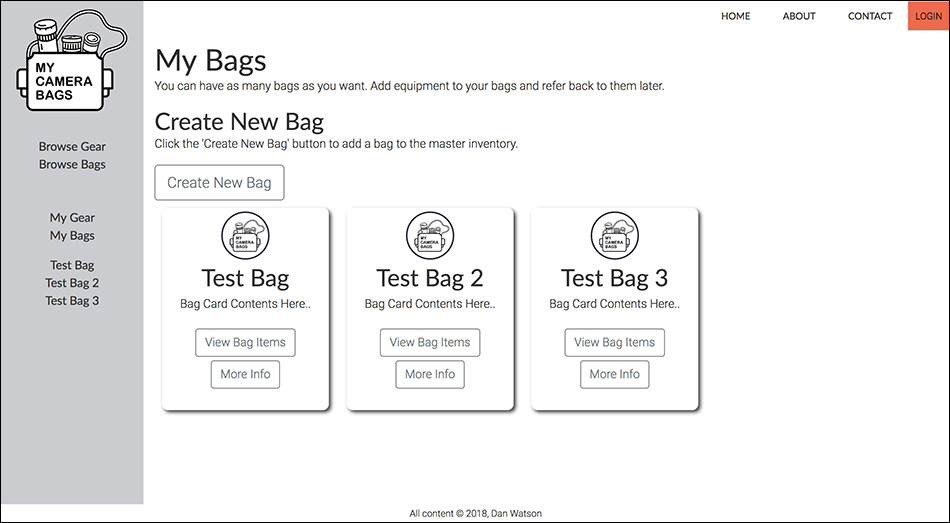 HOME ABOUT CONTACT LOGIN
MY
CAMERA
BAGS
Browse Gear
Browse Bags
My Gear
My Bags
Test Bag
Test Bag 2
Test Bag 3
My Bags
You can have as many bags as you want. Add equipment to your bags and refer back to them later.
Create New Bag
Click the 'Create New Bag' button to add a bag to the master inventory.
Create New Bag
MY
CAMERA
BAGS
Test Bag
Bag Card Contents Here..
View Bag Items
More Info
MY
CAMERA
BAGS
Test Bag 2
Bag Card Contents Here..
View Bag Items
More Info
MY
CAMERA
BAGS
Test Bag 3
Bag Card Contents Here..
View Bag Items
More Info
All content © 2018, Dan Watson